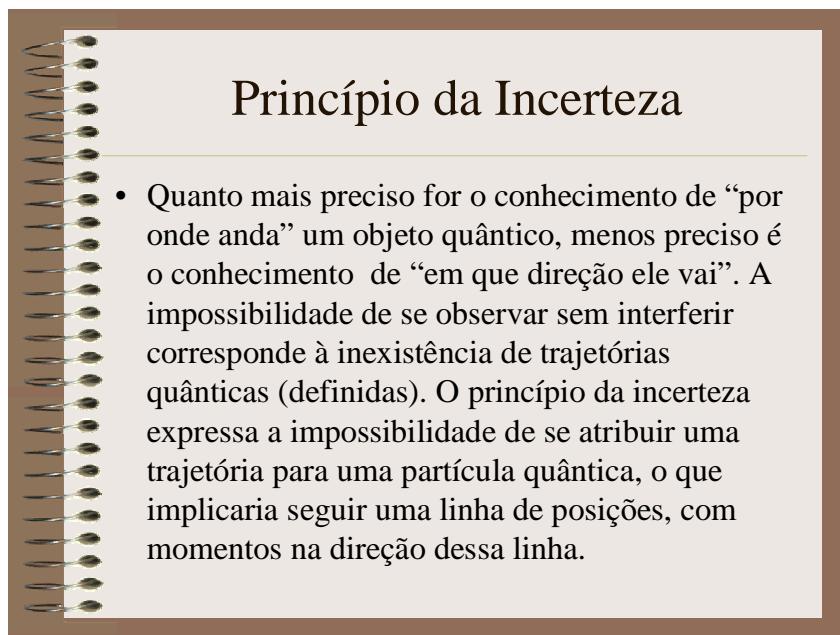 Princípio da Incerteza
• Quanto mais preciso for o conhecimento de “por
onde anda” um objeto quântico, menos preciso é
o conhecimento  de “em que direção ele vai”. A
impossibilidade de se observar sem interferir
corresponde à inexistência de trajetórias
quânticas (definidas). O princípio da incerteza
expressa a impossibilidade de se atribuir uma
trajetória para uma partícula quântica, o que
implicaria seguir uma linha de posições, com
momentos na direção dessa linha.